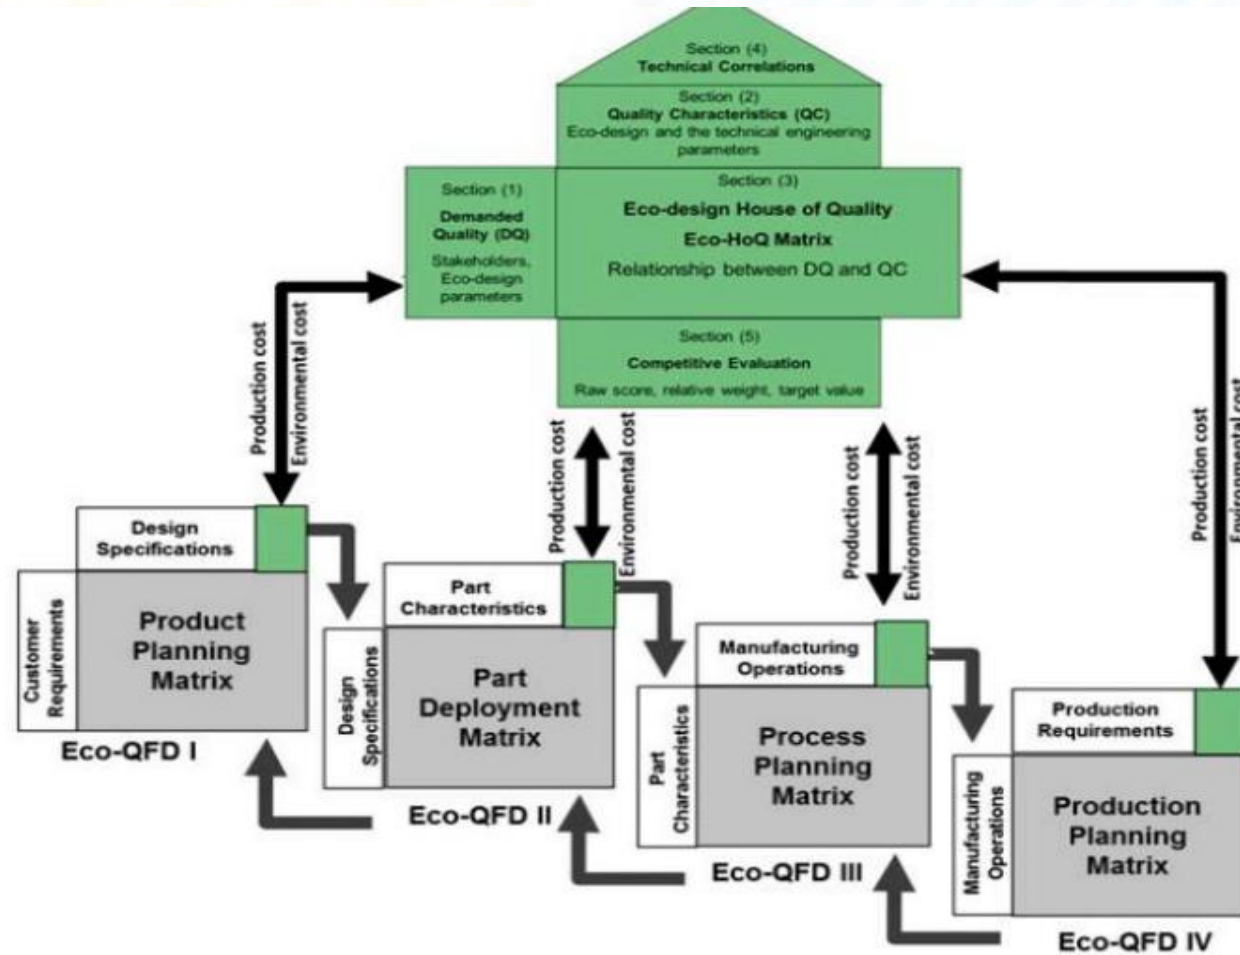 Section (4)
Technical Correlations
Section (2)
Quality Characteristics (QC)
Eco-design and the technical engineering
parameters
Section (1)
Demanded
Quality (DQ)
Stakeholders,
Eco-design
parameters
Section (3)
Eco-design House of Quality
Eco-HoQ Matrix
Relationship between DQ and QC
Section (5)
Competitive Evaluation
Raw score, relative weight, target value
Production cost
Environmental cost
Production cost
Environmental cost
Production cost
Environmental cost
Production cost
Environmental cost
Design
Specifications
Customer
Requirements
Product
Planning
Matrix
Eco-QFD I
Part
Characteristics
Design
Specifications
Part
Deployment
Matrix
Eco-QFD II
Manufacturing
Operations
Part
Characteristics
Process
Planning
Matrix
Eco-QFD III
Production
Requirements
Manufacturing
Operations
Production
Planning
Matrix
Eco-QFD IV